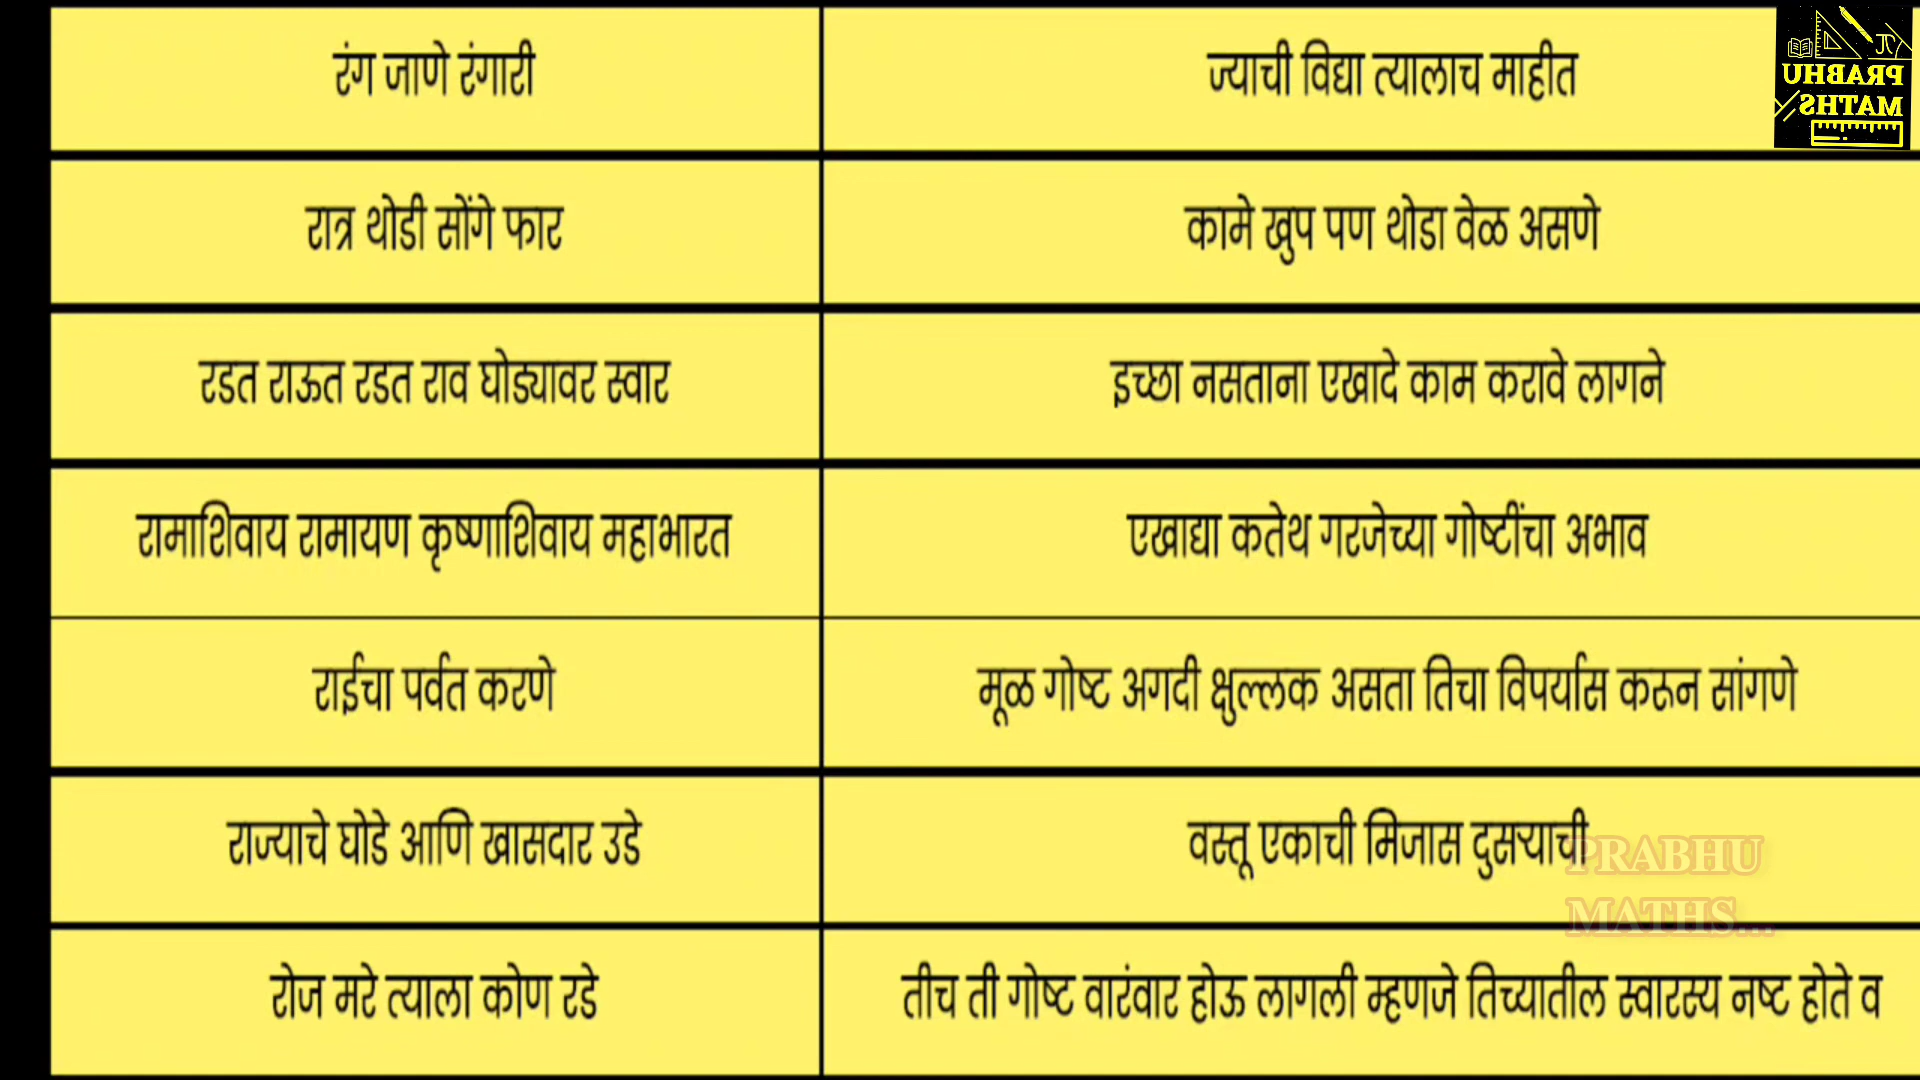 रंग जाणे रंगारी
ज्याची विद्या त्यालाच माहीत
PRABHU
MATHS
रात्र थोडी सोंगे फार
कामे खुप पण थोडा वेळ असणे
रडत राऊत रडत राव घोड्यावर स्वार
इच्छा नसताना एखादे काम करावे लागने
रामाशिवाय रामायण कृष्णाशिवाय महाभारत
एखाद्या कतेथ गरजेच्या गोष्टींचा अभाव
राईचा पर्वत करणे
मूळ गोष्ट अगदी क्षुल्लक असता तिचा विपर्यास करून सांगणे
राज्याचे घोडे आणि खासदार उडे
वस्तू एकाची मिजास दुसऱ्याची
PRABHU
MATHS...
रोज मरे त्याला कोण रडे
तीच ती गोष्ट वारंवार होऊ लागली म्हणजे तिच्यातील स्वारस्य नष्ट होते व